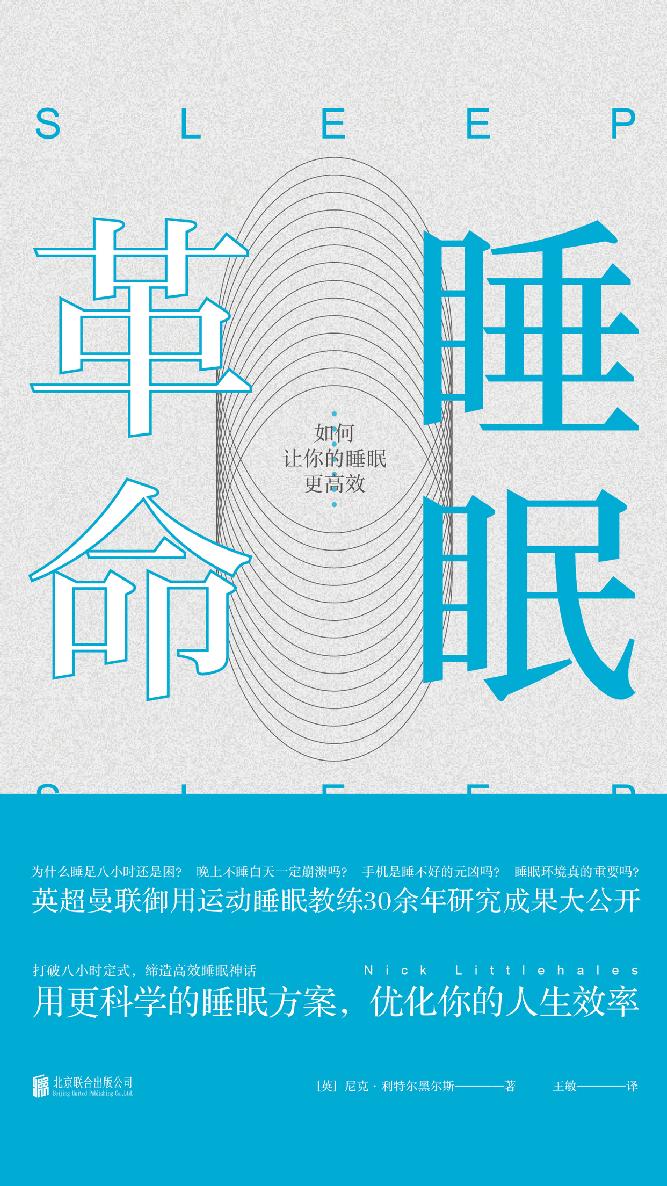 SLEEP
睡眠
革命
如何
让你的睡眠
更高效
SLEEP
为什么睡足八小时还是困? 晚上不睡白天一定崩溃吗? 手机是睡不好的元凶吗? 睡眠环境真的重要吗?
英超曼联御用运动睡眠教练30余年研究成果大公开
打破八小时定式,缔造高效睡眠神话
Nick Littlehales
用更科学的睡眠方案,优化你的人生效率
北京联合出版公司
Beijing United Publishing Co.,Ltd.
[英] 尼克·利特尔黑尔斯————著 王敏————译